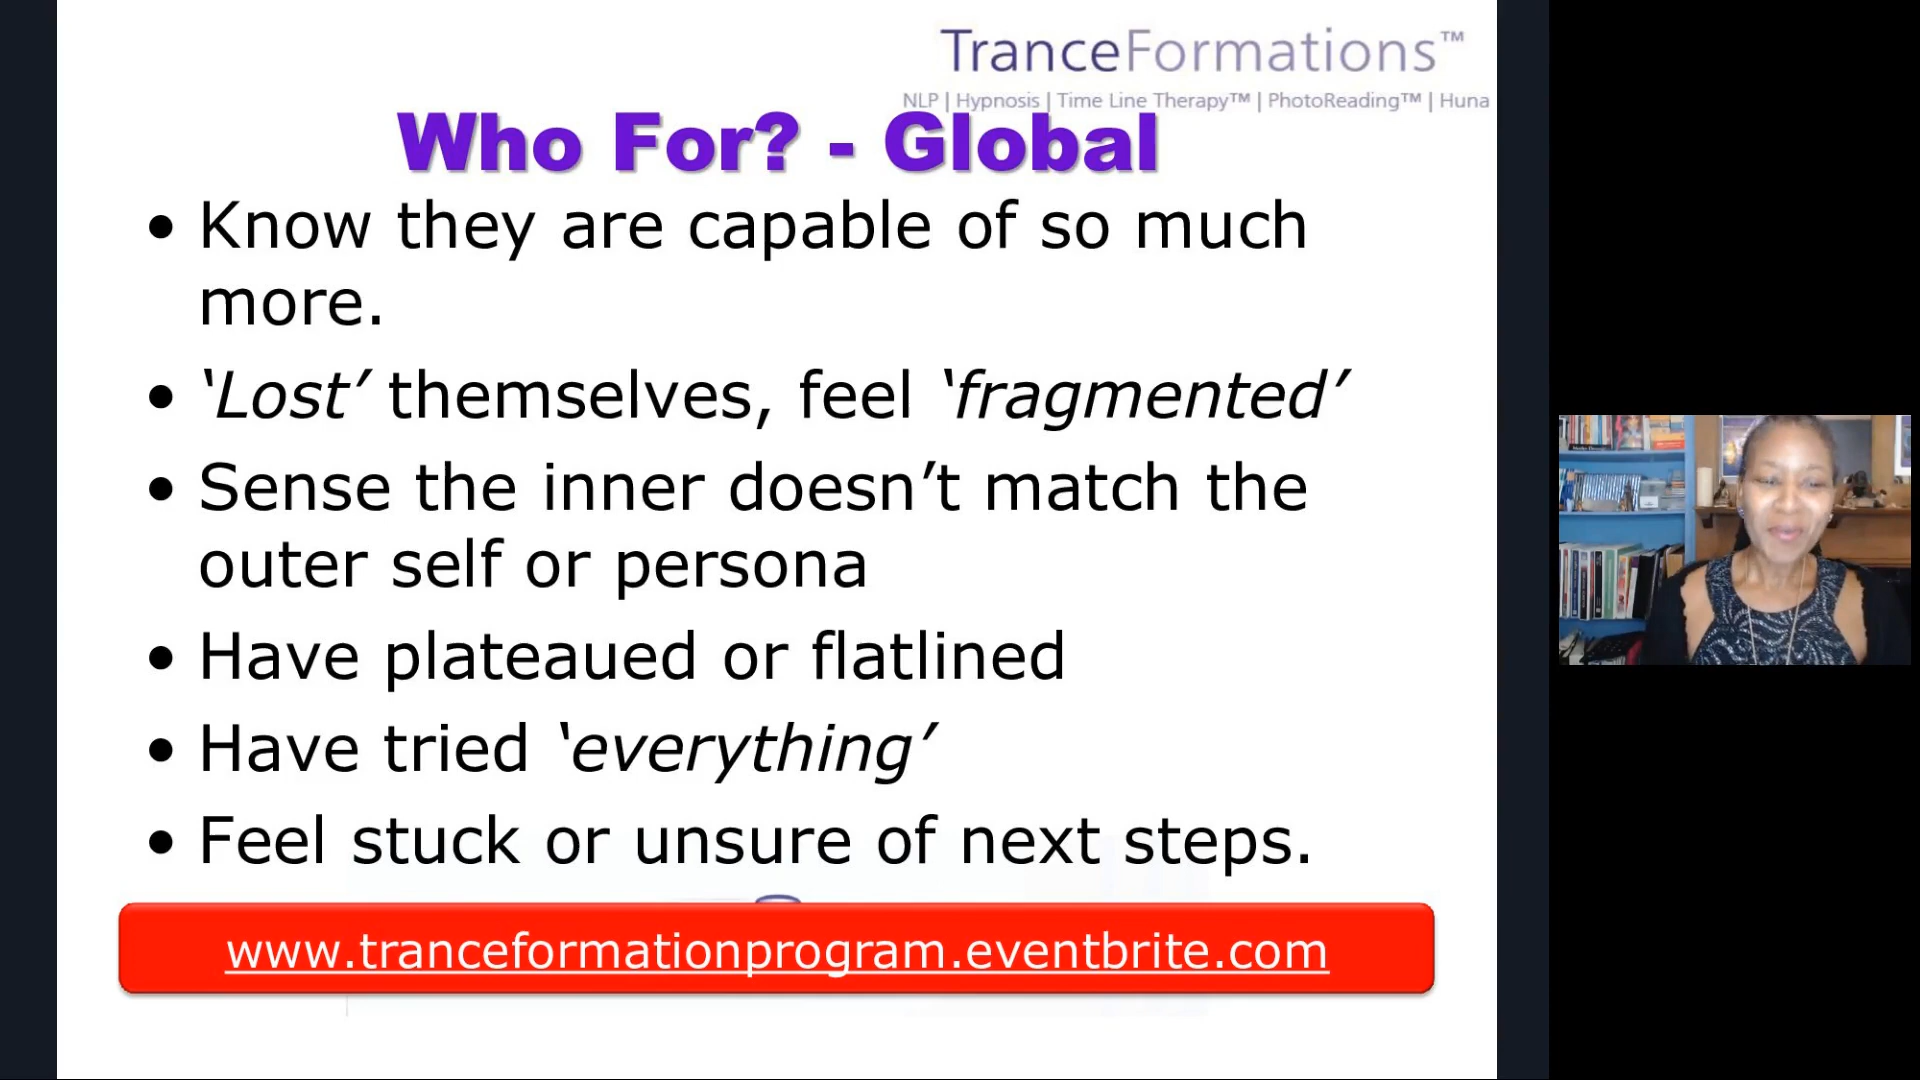 TranceFormations™
NLP | Hypnosis | Time Line Therapy™ | PhotoReading™ | Huna
Who For? - Global
• Know they are capable of so much
more.
• ‘Lost’ themselves, feel ‘fragmented’
• Sense the inner doesn’t match the
outer self or persona
• Have plateaued or flatlined
• Have tried ‘everything’
• Feel stuck or unsure of next steps.
www.tranceformationprogram.eventbrite.com